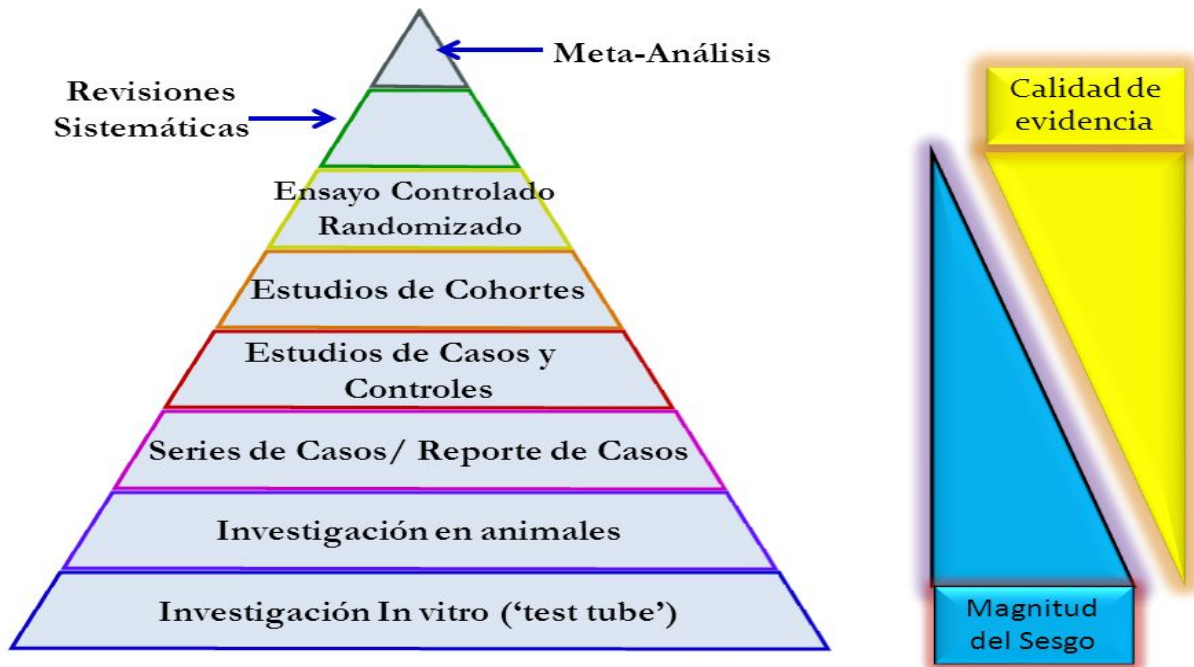 Meta-Análisis
Revisiones
Sistemáticas
Ensayo Controlado
Randomizado
Estudios de Cohortes
Estudios de Casos y
Controles
Series de Casos/ Reporte de Casos
Investigación en animales
Investigación In vitro (‘test tube’)
Calidad de
evidencia
Magnitud
del Sesgo